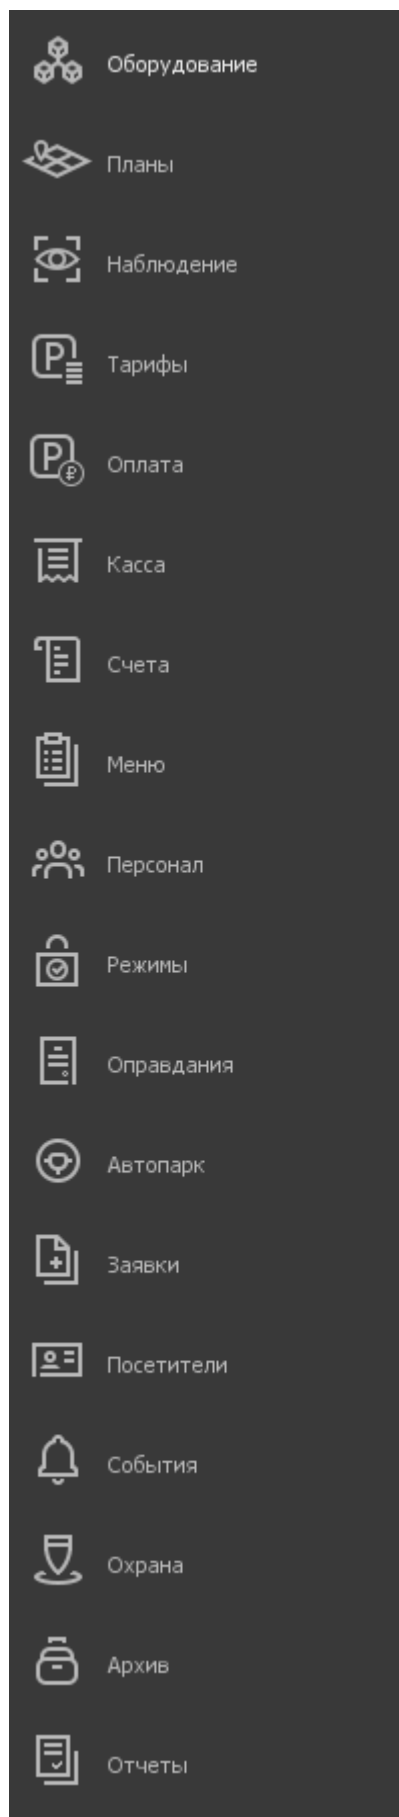 Оборудование
Планы
Наблюдение
Тарифы
Оплата
Касса
Счета
Меню
Персонал
Режимы
Оправдания
Автопарк
Заявки
Посетители
События
Охрана
Архив
Отчеты